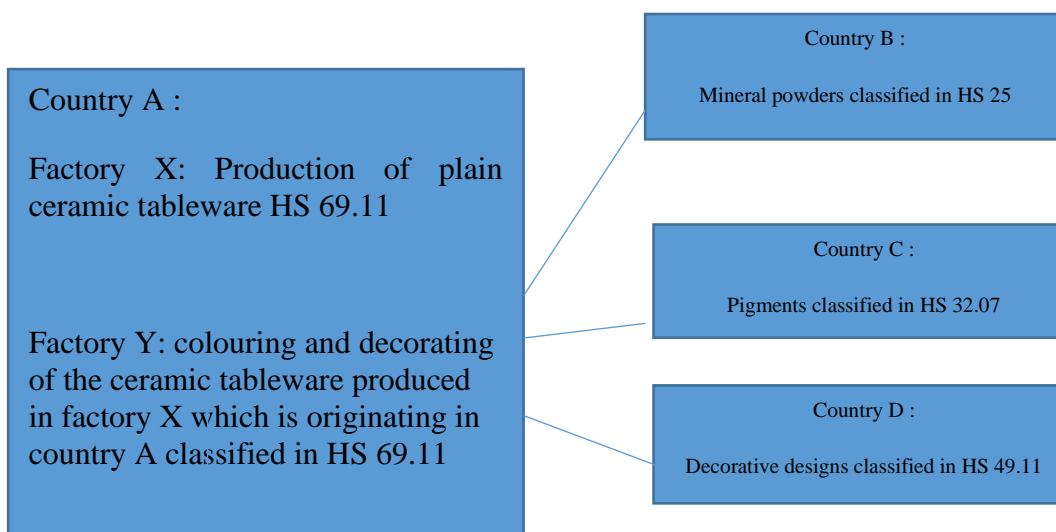 Country A :
Factory X: Production of plain
ceramic tableware HS 69.11
Factory Y: colouring and decorating
of the ceramic tableware produced
in factory X which is originating in
country A classified in HS 69.11
Country B :
Mineral powders classified in HS 25
Country C :
Pigments classified in HS 32.07
Country D :
Decorative designs classified in HS 49.11